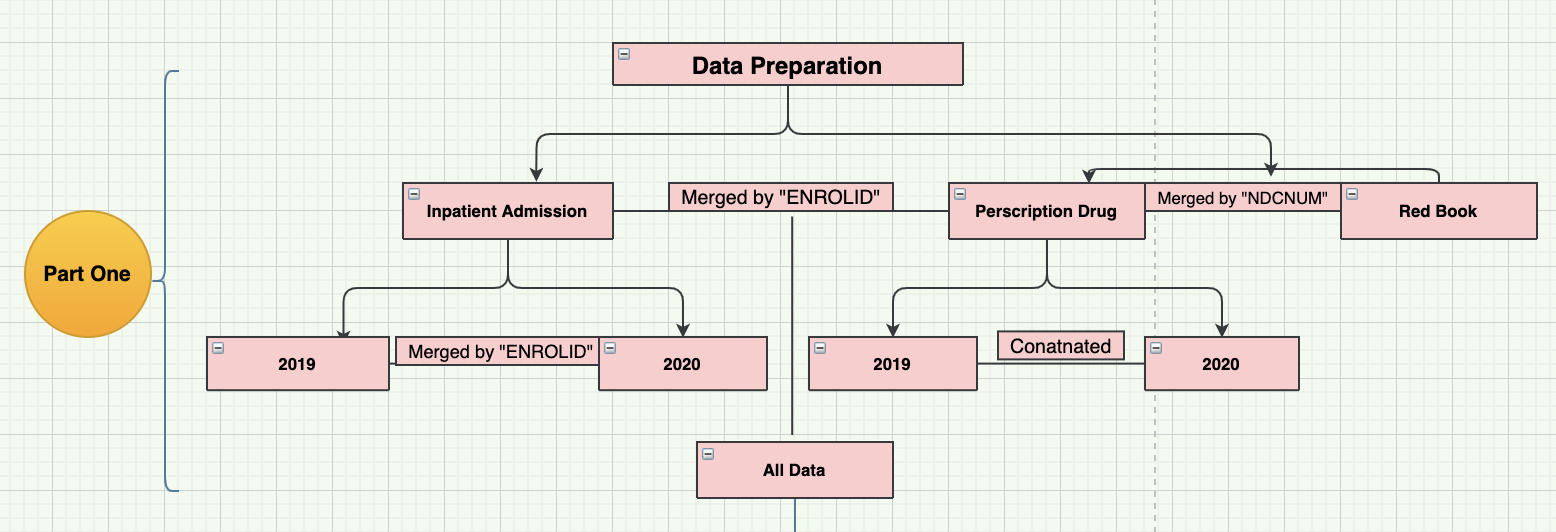 Data Preparation
Inpatient Admission
Merged by "ENROLID"
Perscription Drug
Merged by "NDCNUM"
Red Book
Part One
2019
Merged by "ENROLID"
2020
2019
Conatnated
2020
All Data